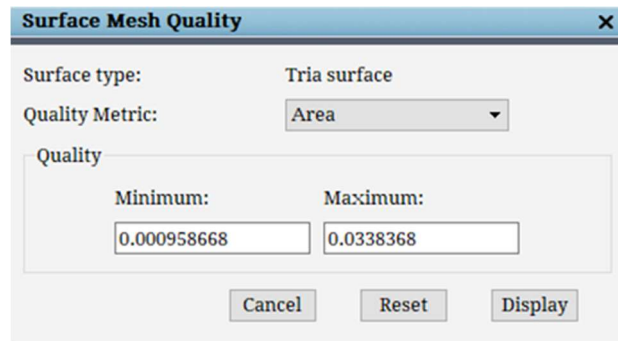 Surface Mesh Quality
Surface type: Tria surface
Quality Metric: Area
Quality
Minimum: Maximum:
0.000958668 0.0338368
Cancel Reset Display